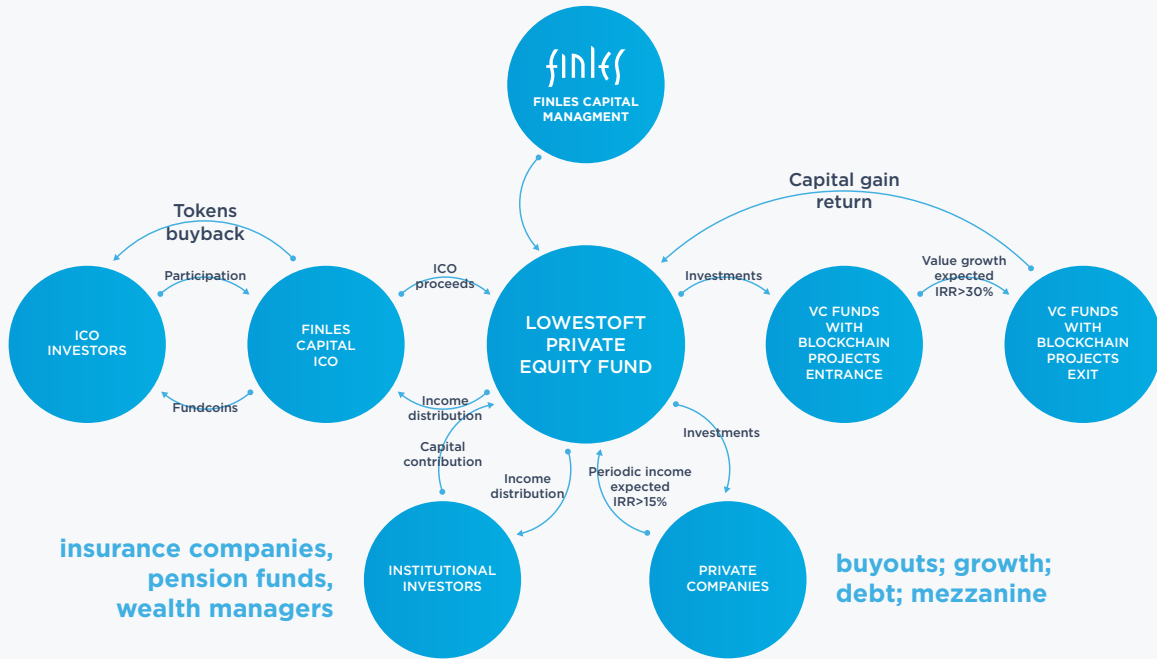 finles
FINLES CAPITAL
MANAGMENT
Capital gain
return
Tokens
buyback
Participation
ICO
proceeds
Investments
Value growth
expected
IRR>30%
ICO
INVESTORS
FINLES
CAPITAL
ICO
LOWESTOFT
PRIVATE
EQUITY FUND
VC FUNDS
WITH
BLOCKCHAIN
PROJECTS
ENTRANCE
VC FUNDS
WITH
BLOCKCHAIN
PROJECTS
EXIT
Fundcoins
Income
distribution
Capital
contribution
Income
distribution
Investments
Periodic income
expected
IRR>15%
insurance companies,
pension funds,
wealth managers
INSTITUTIONAL
INVESTORS
PRIVATE
COMPANIES
buyouts; growth;
debt; mezzanine